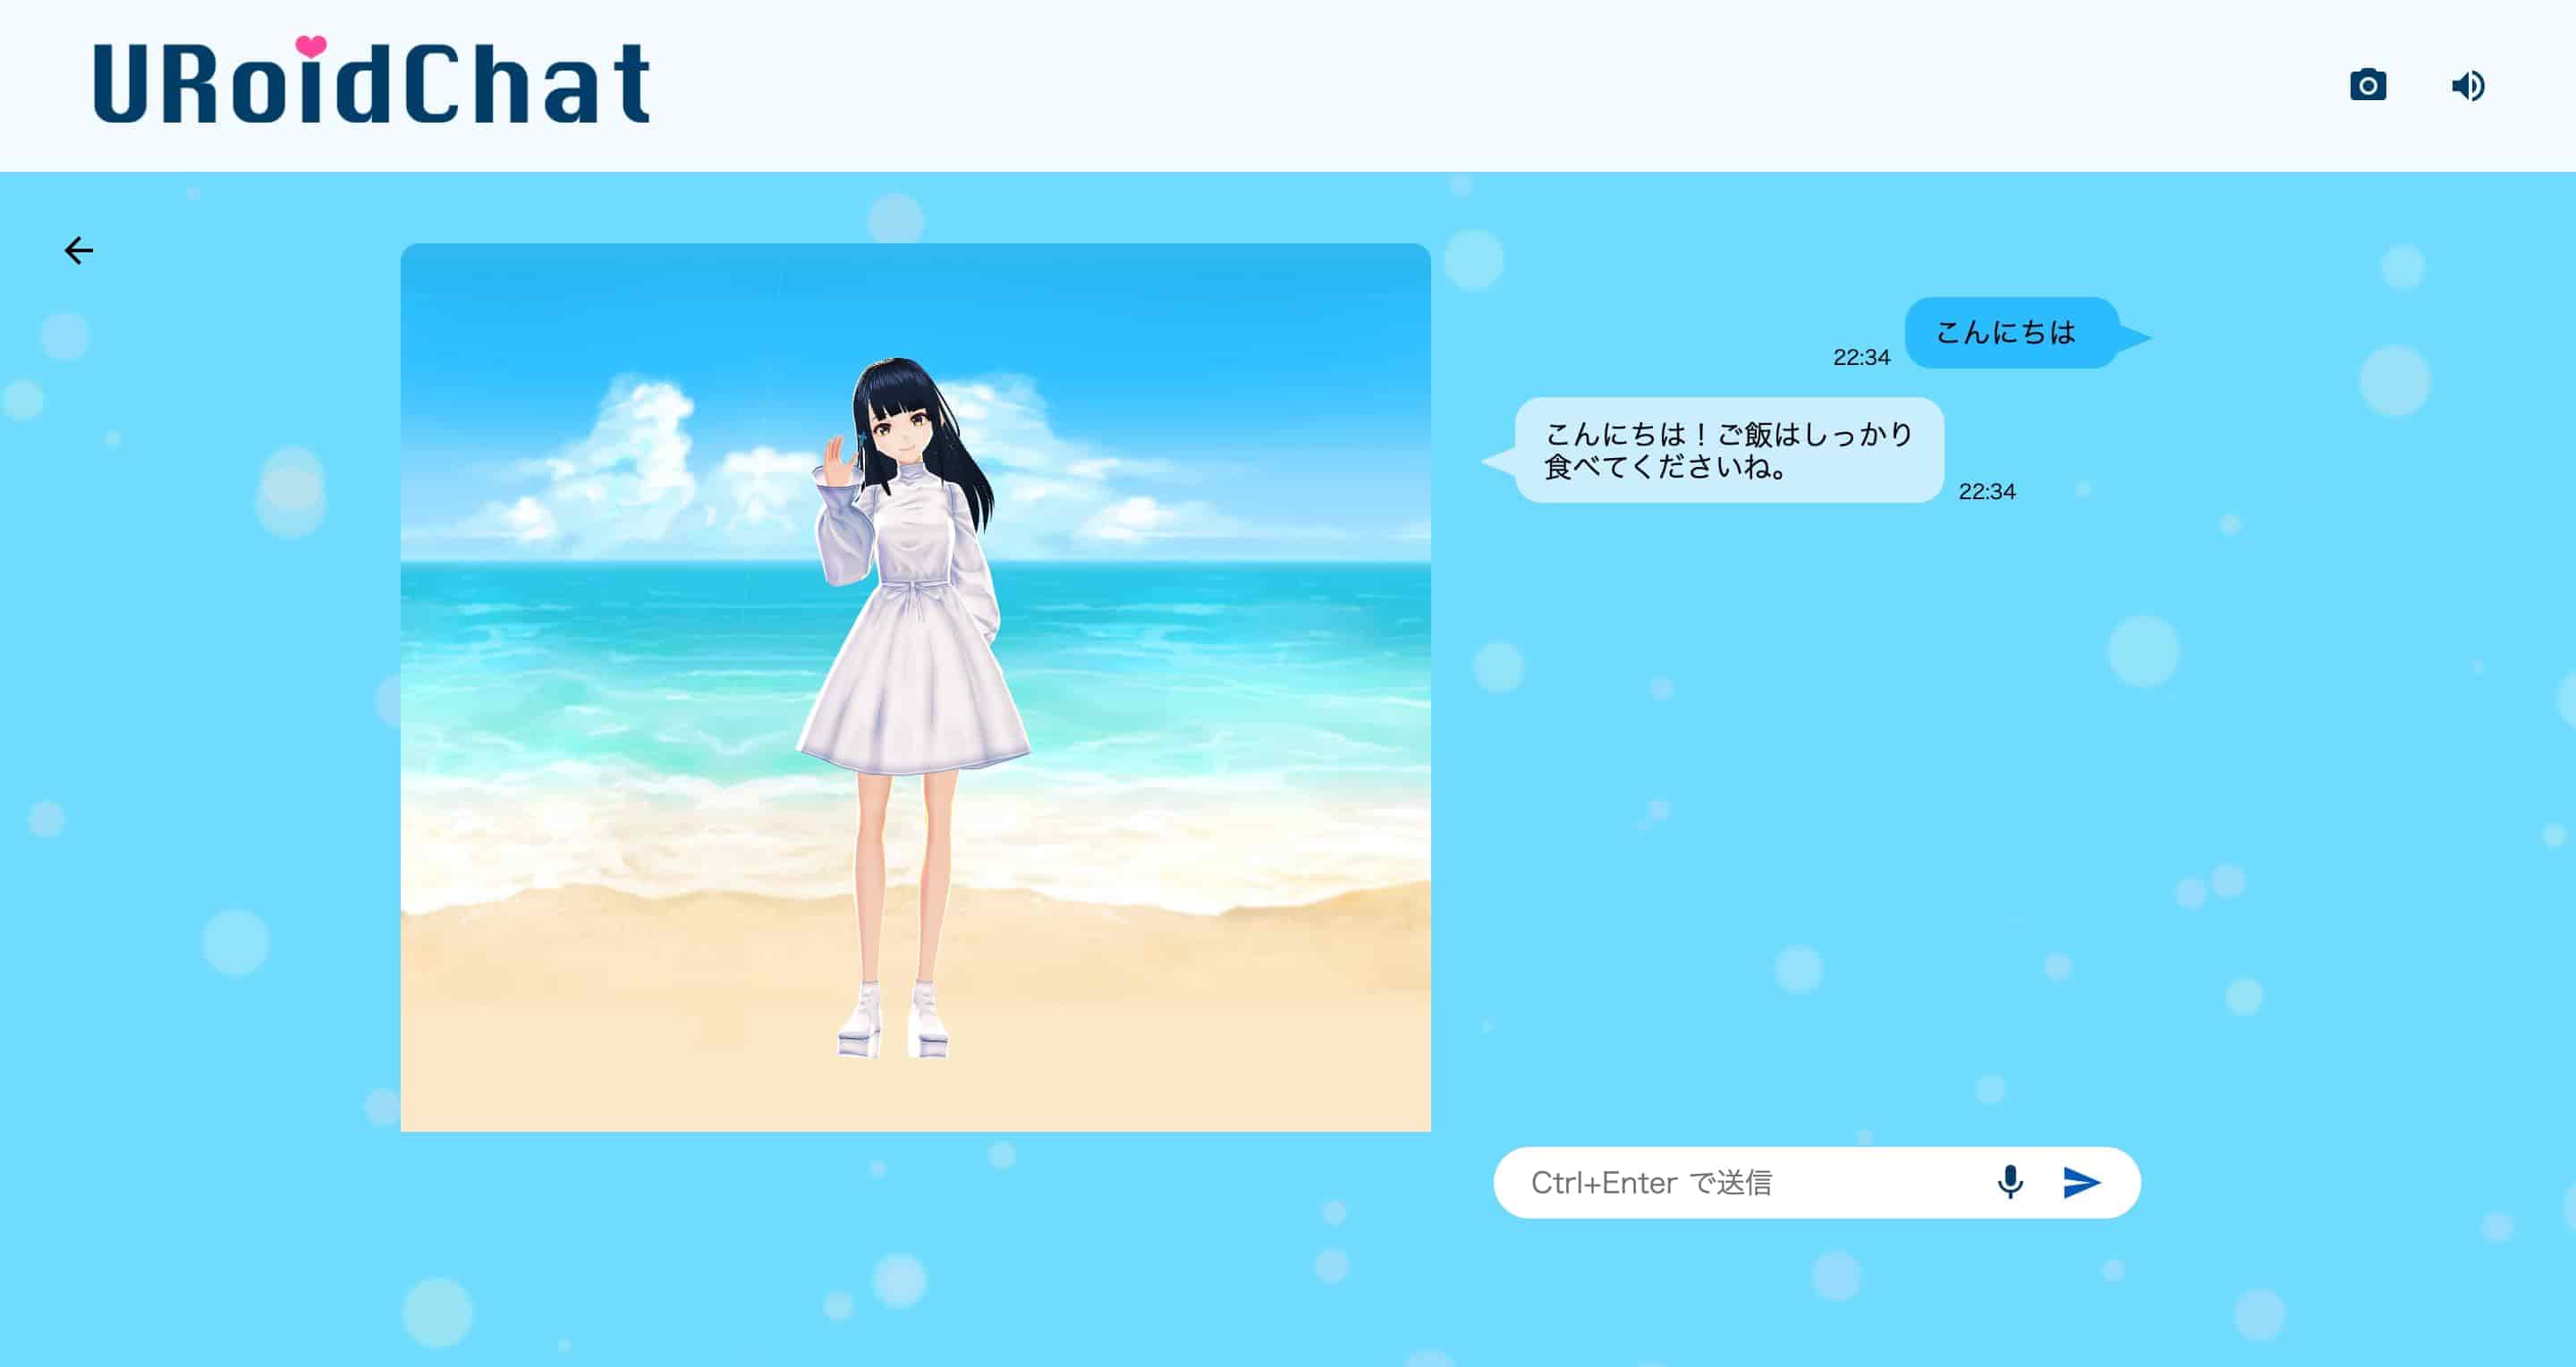 URoidChat
こんにちは
22:34
こんにちは！ご飯はしっかり
食べてくださいね。
22:34
Ctrl+Enter で送信